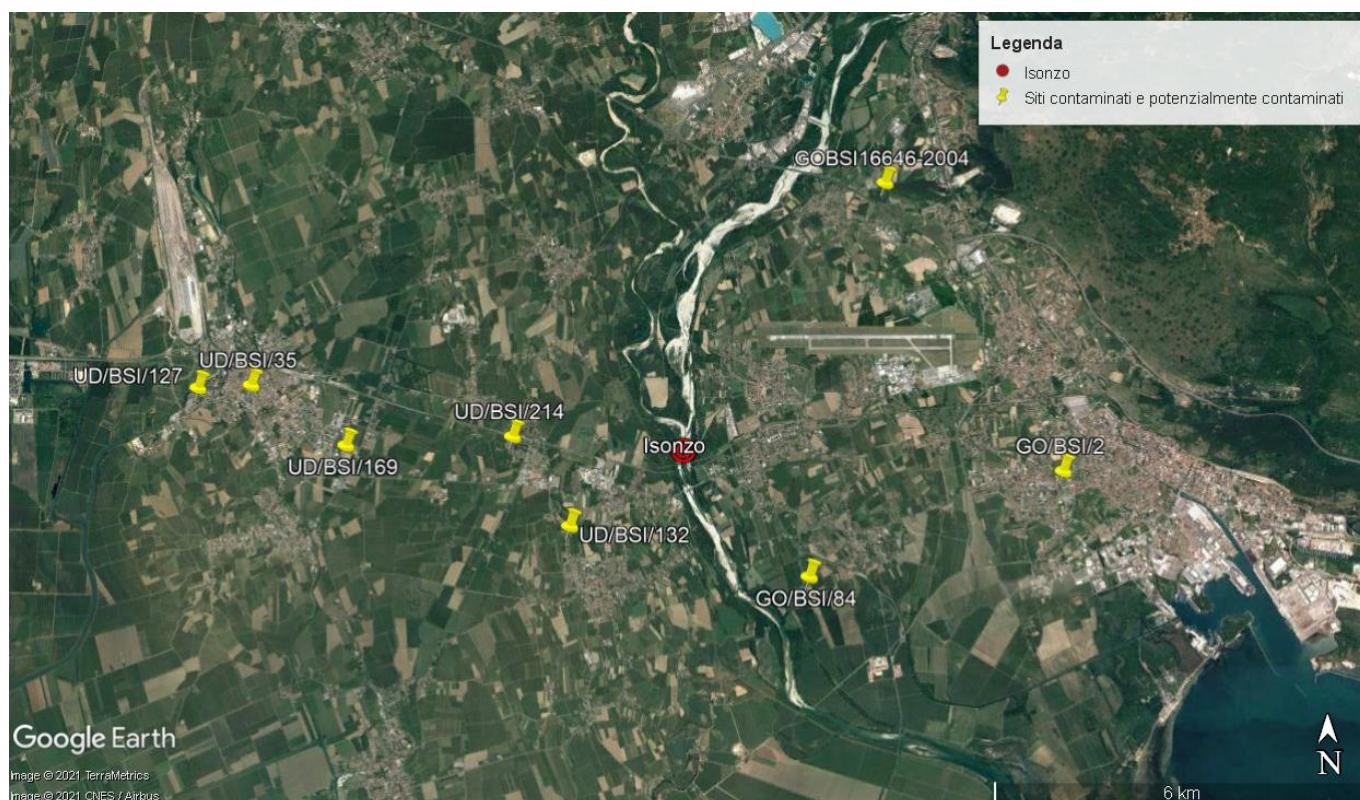 Legenda
Isonzo
Siti contaminati e potenzialmente contaminati
GOBSI16646-2004
UD/BSI/35
UD/BSI/127
UD/BSI/214
Isonzo
GO/BSI/2
UD/BSI/169
UD/BSI/132
GO/BSI/84
Google Earth
Image © 2021 TerraMetrics
Image © 2021 CNES / Airbus
N
6 km